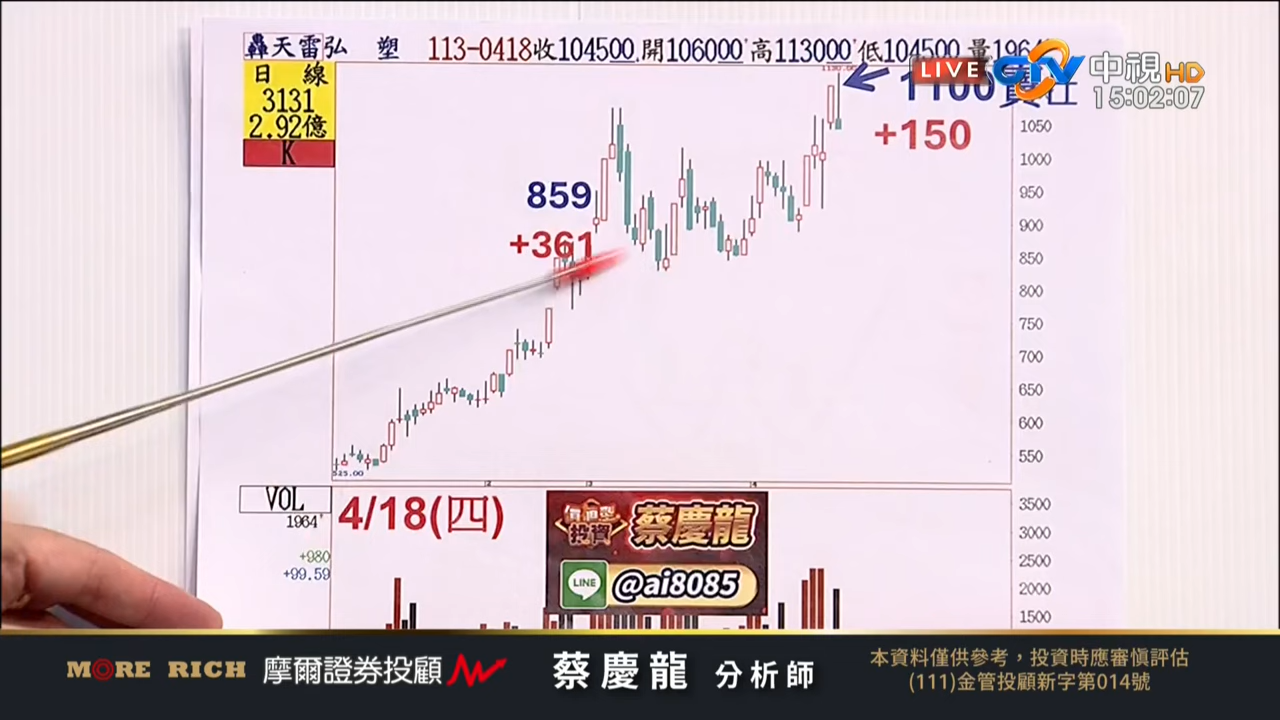 轟天雷弘 塑 113-0418收104500.開106000高113000低104500.量1964
LIVE CTV 中視HD
15:02:07
日線
3131
2.92億
K
1100
+150
859
+361
1050
1000
950
900
850
800
750
700
650
600
550
525.00
2
3
4
VOL
1964
+980
+99.59
4/18(四)
3500
3000
2500
2000
1500
投資
蔡慶龍
LINE @ai8085
MORE RICH 摩爾證券投顧
蔡慶龍 分析師
本資料僅供參考，投資時應審慎評估
(111)金管投顧新字第014號